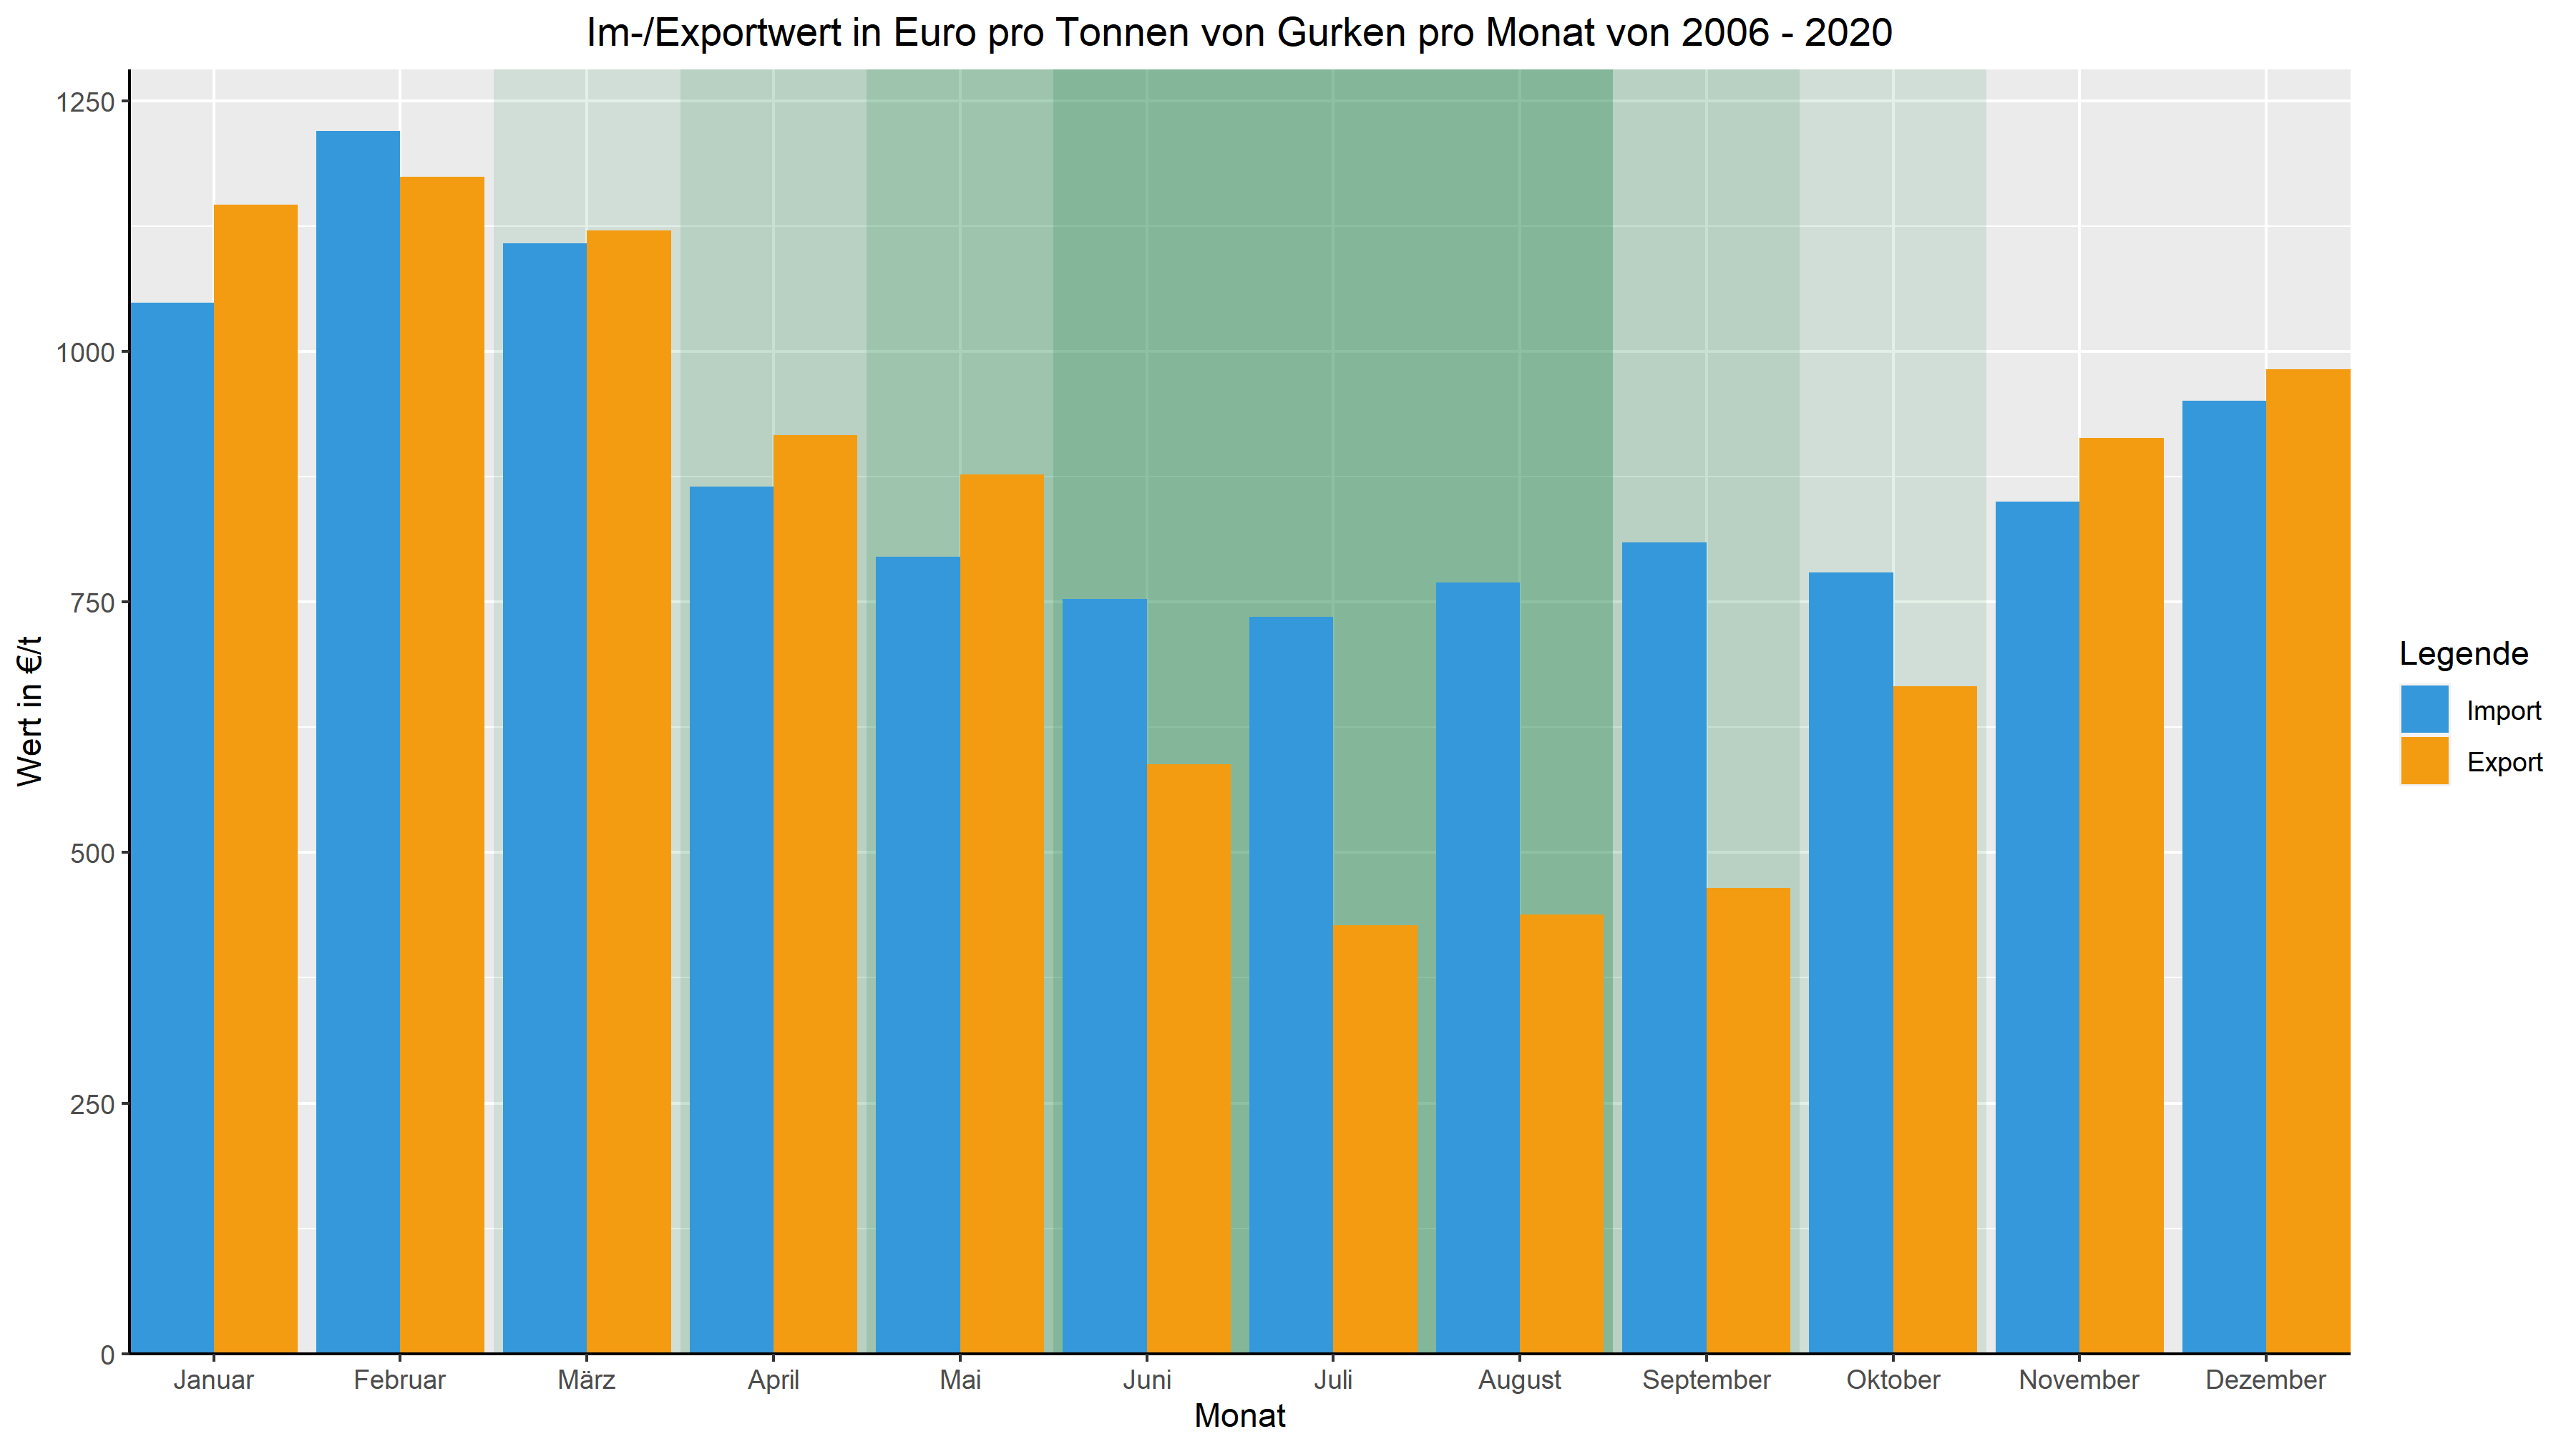 Im-/Exportwert in Euro pro Tonnen von Gurken pro Monat von 2006 - 2020
1250
1000
750
500
250
0
Wert in €/t
Januar Februar März April Mai Juni Juli August September Oktober November Dezember
Monat
Legende
Import
Export